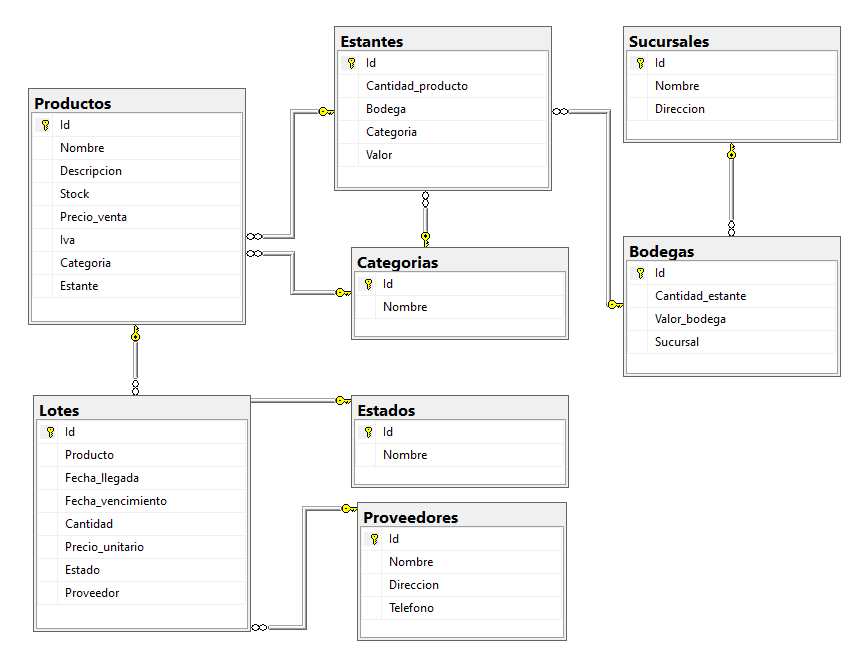 Estantes
Id
Cantidad_producto
Bodega
Categoria
Valor
Sucursales
Id
Nombre
Direccion
Productos
Id
Nombre
Descripcion
Stock
Precio_venta
Iva
Categoria
Estante
Categorias
Id
Nombre
Bodegas
Id
Cantidad_estante
Valor_bodega
Sucursal
Lotes
Id
Producto
Fecha_llegada
Fecha_vencimiento
Cantidad
Precio_unitario
Estado
Proveedor
Estados
Id
Nombre
Proveedores
Id
Nombre
Direccion
Telefono